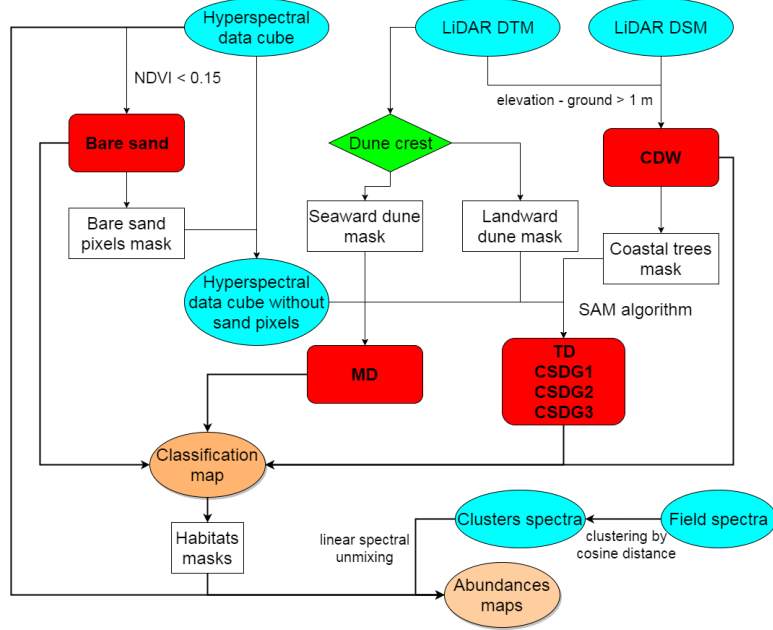 Hyperspectral
data cube
LiDAR DTM
LiDAR DSM
NDVI < 0.15
elevation - ground > 1 m
Bare sand
Dune crest
CDW
Bare sand
pixels mask
Seaward dune
mask
Landward
dune mask
Coastal trees
mask
Hyperspectral
data cube without
sand pixels
SAM algorithm
MD
TD
CSDG1
CSDG2
CSDG3
Classification
map
Habitats
masks
linear spectral
unmixing
Clusters spectra
clustering by
cosine distance
Field spectra
Abundances
maps